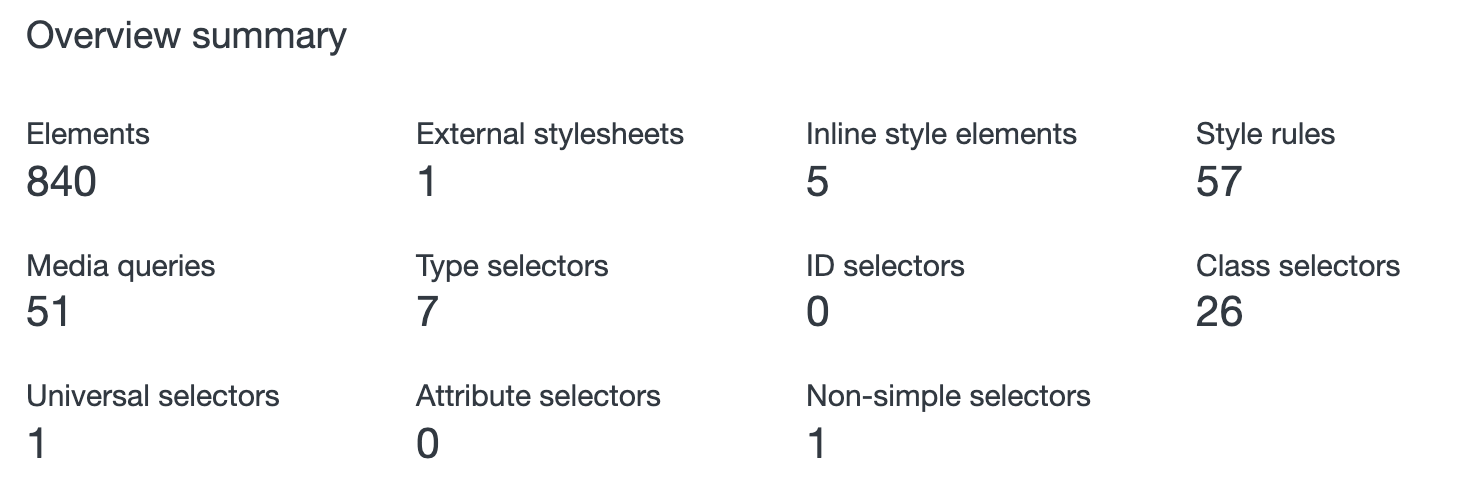 Overview summary
Elements External stylesheets Inline style elements Style rules
840 1 5 57
Media queries Type selectors ID selectors Class selectors
51 7 0 26
Universal selectors Attribute selectors Non-simple selectors
1 0 1